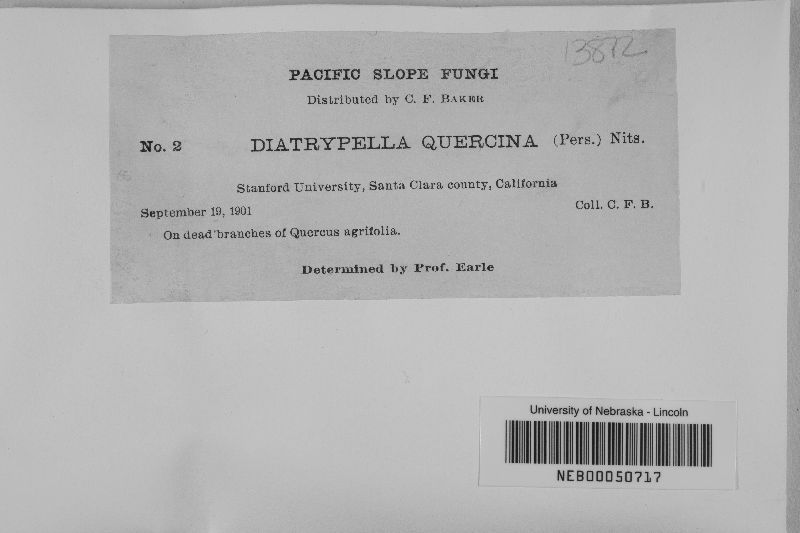 13872
PACIFIC SLOPE FUNGI
Distributed by C. F. BAKER
No. 2 DIATRYPELLA QUERCINA (Pers.) Nits.
Stanford University, Santa Clara county, California
September 19, 1901 Coll. C. F. B.
On dead branches of Quercus agrifolia.
Determined by Prof. Earle
University of Nebraska - Lincoln
NEB00050717